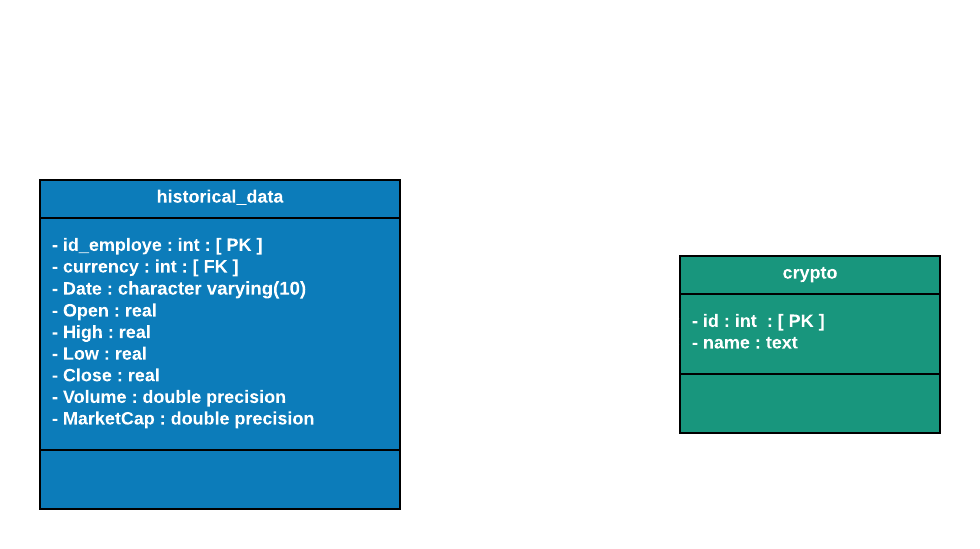 historical_data
- id_employe : int : [ PK ]
- currency : int : [ FK ]
- Date : character varying(10)
- Open : real
- High : real
- Low : real
- Close : real
- Volume : double precision
- MarketCap : double precision
crypto
- id : int  : [ PK ]
- name : text